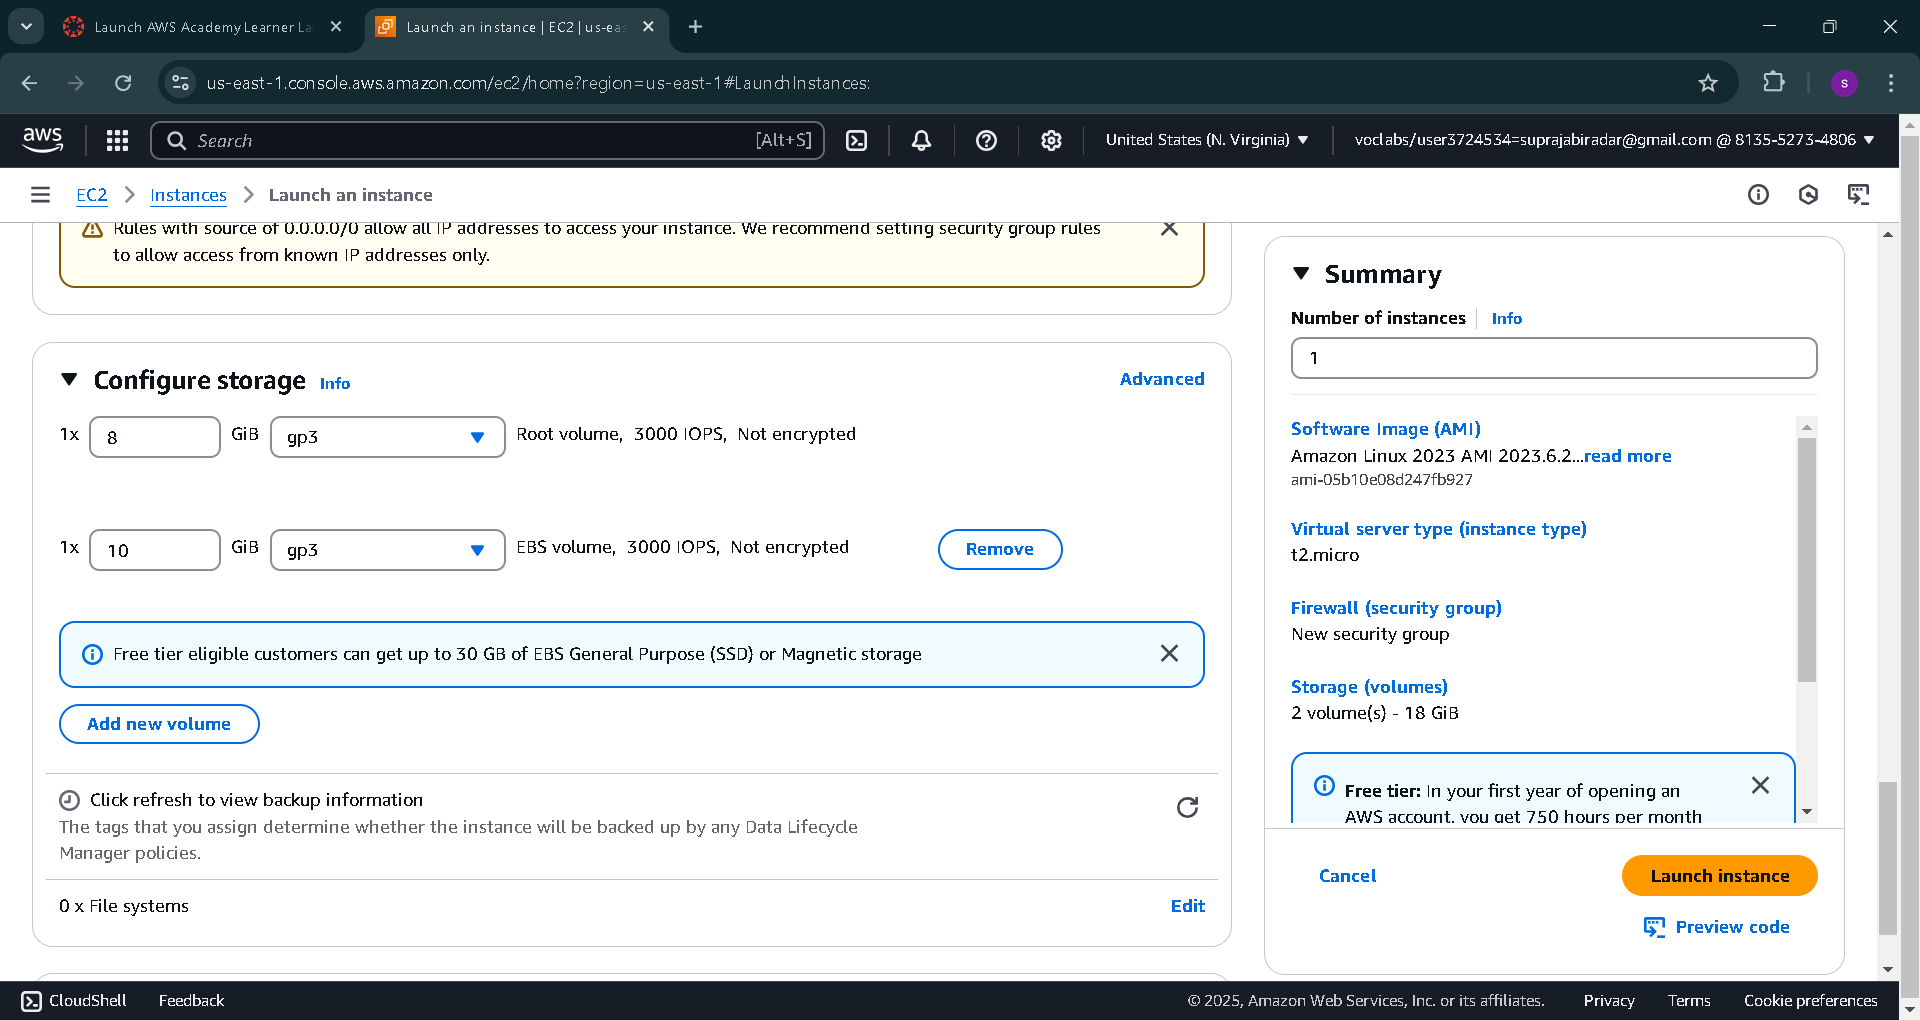 Launch AWS Academy Learner La
Launch an instance | EC2 | us-eas
us-east-1.console.aws.amazon.com/ec2/home?region=us-east-1#LaunchInstances:
s
aws
Search
[Alt+S]
United States (N. Virginia)
voclabs/user3724534=suprajabiradar@gmail.com @ 8135-5273-4806
EC2
Instances
Launch an instance
Rules with source of 0.0.0.0/0 allow all IP addresses to access your instance. We recommend setting security group rules
to allow access from known IP addresses only.
Configure storage
Info
Advanced
1x
8
GiB
gp3
Root volume, 3000 IOPS, Not encrypted
1x
10
GiB
gp3
EBS volume, 3000 IOPS, Not encrypted
Remove
Free tier eligible customers can get up to 30 GB of EBS General Purpose (SSD) or Magnetic storage
Add new volume
Click refresh to view backup information
The tags that you assign determine whether the instance will be backed up by any Data Lifecycle
Manager policies.
0 x File systems
Edit
Summary
Number of instances
Info
1
Software Image (AMI)
Amazon Linux 2023 AMI 2023.6.2...read more
ami-05b10e08d247fb927
Virtual server type (instance type)
t2.micro
Firewall (security group)
New security group
Storage (volumes)
2 volume(s) - 18 GiB
Free tier: In your first year of opening an
AWS account, you get 750 hours per month
Cancel
Launch instance
Preview code
CloudShell
Feedback
© 2025, Amazon Web Services, Inc. or its affiliates.
Privacy
Terms
Cookie preferences